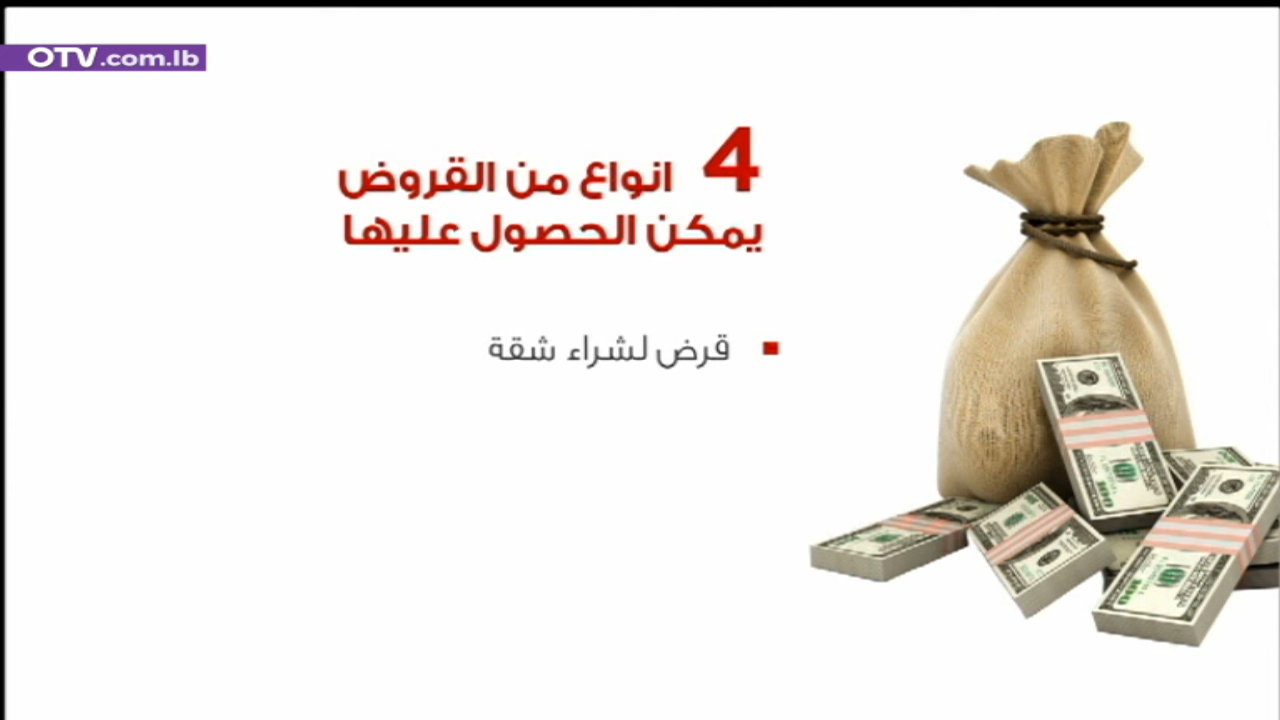 OTV.com.lb
4 انواع من القروض
يمكن الحصول عليها
قرض لشراء شقة